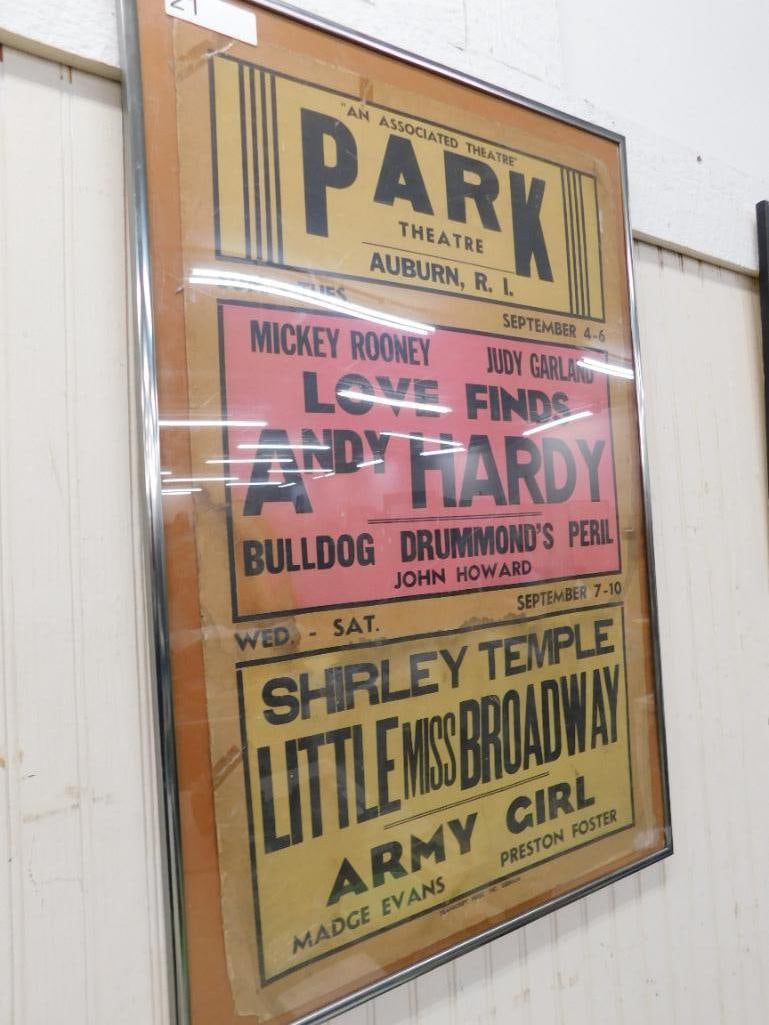 21
"AN ASSOCIATED THEATRE"
PARK
THEATRE
AUBURN, R. I.
TUES SEPTEMBER 4-6
MICKEY ROONEY JUDY GARLAND
LOVE FINDS
ANDY HARDY
BULLDOG DRUMMOND'S PERIL
JOHN HOWARD
WED. - SAT. SEPTEMBER 7-10
SHIRLEY TEMPLE
LITTLE MISS BROADWAY
ARMY GIRL
MADGE EVANS PRESTON FOSTER